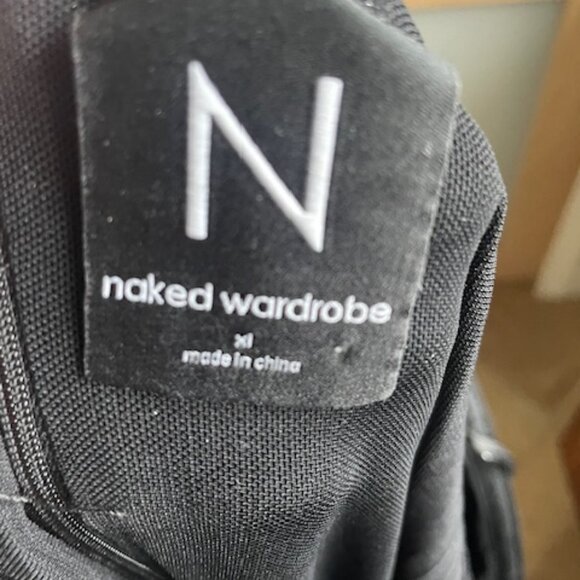 N
naked wardrobe
xl
made in china